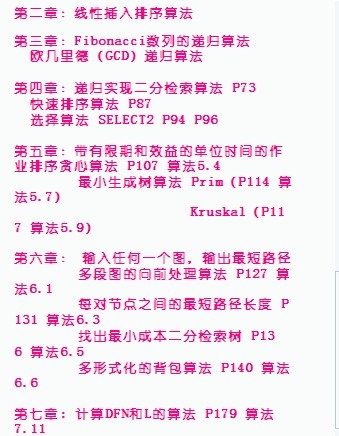 第二章：线性插入排序算法
第三章：Fibonacci数列的递归算法
欧几里德（GCD）递归算法
第四章：递归实现二分检索算法 P73
快速排序算法 P87
选择算法 SELECT2 P94 P96
第五章：带有限期和效益的单位时间的作
业排序贪心算法 P107 算法5.4
最小生成树算法 Prim（P114 算
法5.7）
Kruskal（P11
7 算法5.9）
第六章： 输入任何一个图，输出最短路径
多段图的向前处理算法 P127 算
法6.1
每对节点之间的最短路径长度 P
131 算法6.3
找出最小成本二分检索树 P13
6 算法6.5
多形式化的背包算法 P140 算法
6.6
第七章：计算DFN和L的算法 P179 算法
7.11